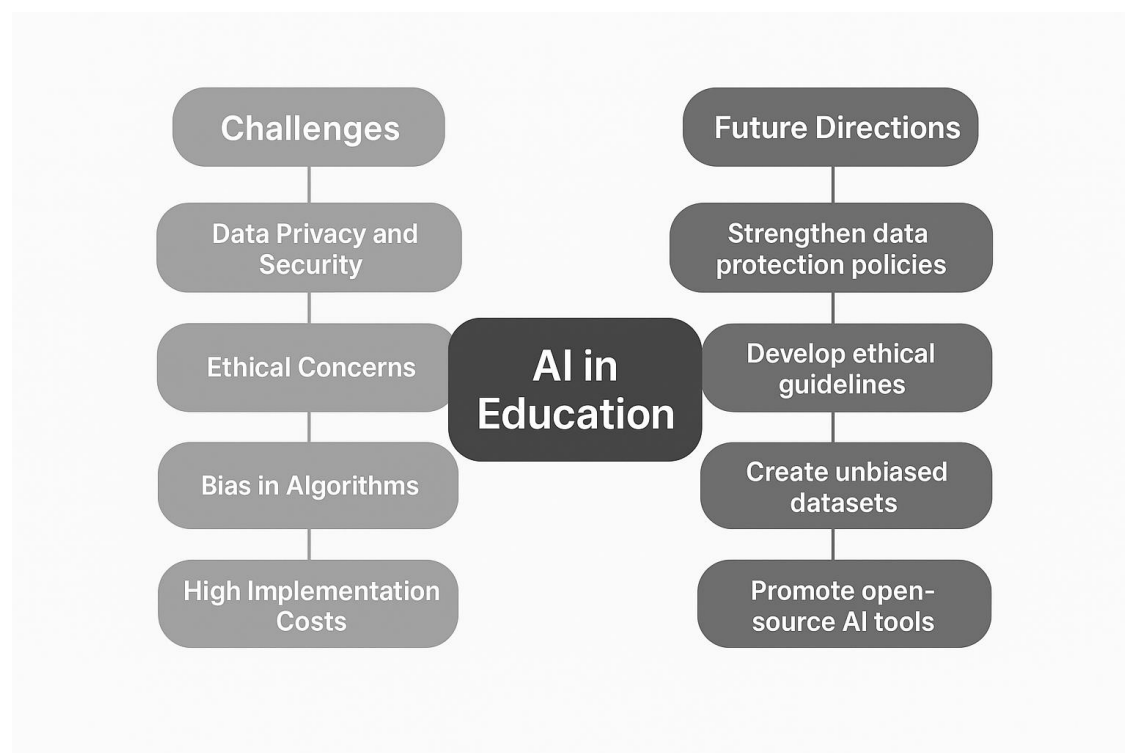 Challenges
Data Privacy and
Security
Ethical Concerns
Bias in Algorithms
High Implementation
Costs
AI in
Education
Future Directions
Strengthen data
protection policies
Develop ethical
guidelines
Create unbiased
datasets
Promote open-
source AI tools